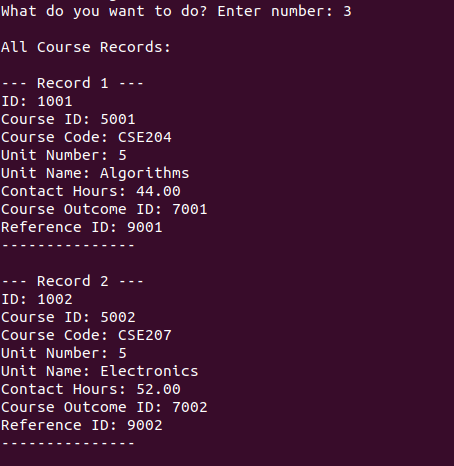 What do you want to do? Enter number: 3
All Course Records:
--- Record 1 ---
ID: 1001
Course ID: 5001
Course Code: CSE204
Unit Number: 5
Unit Name: Algorithms
Contact Hours: 44.00
Course Outcome ID: 7001
Reference ID: 9001
---------------
--- Record 2 ---
ID: 1002
Course ID: 5002
Course Code: CSE207
Unit Number: 5
Unit Name: Electronics
Contact Hours: 52.00
Course Outcome ID: 7002
Reference ID: 9002
---------------